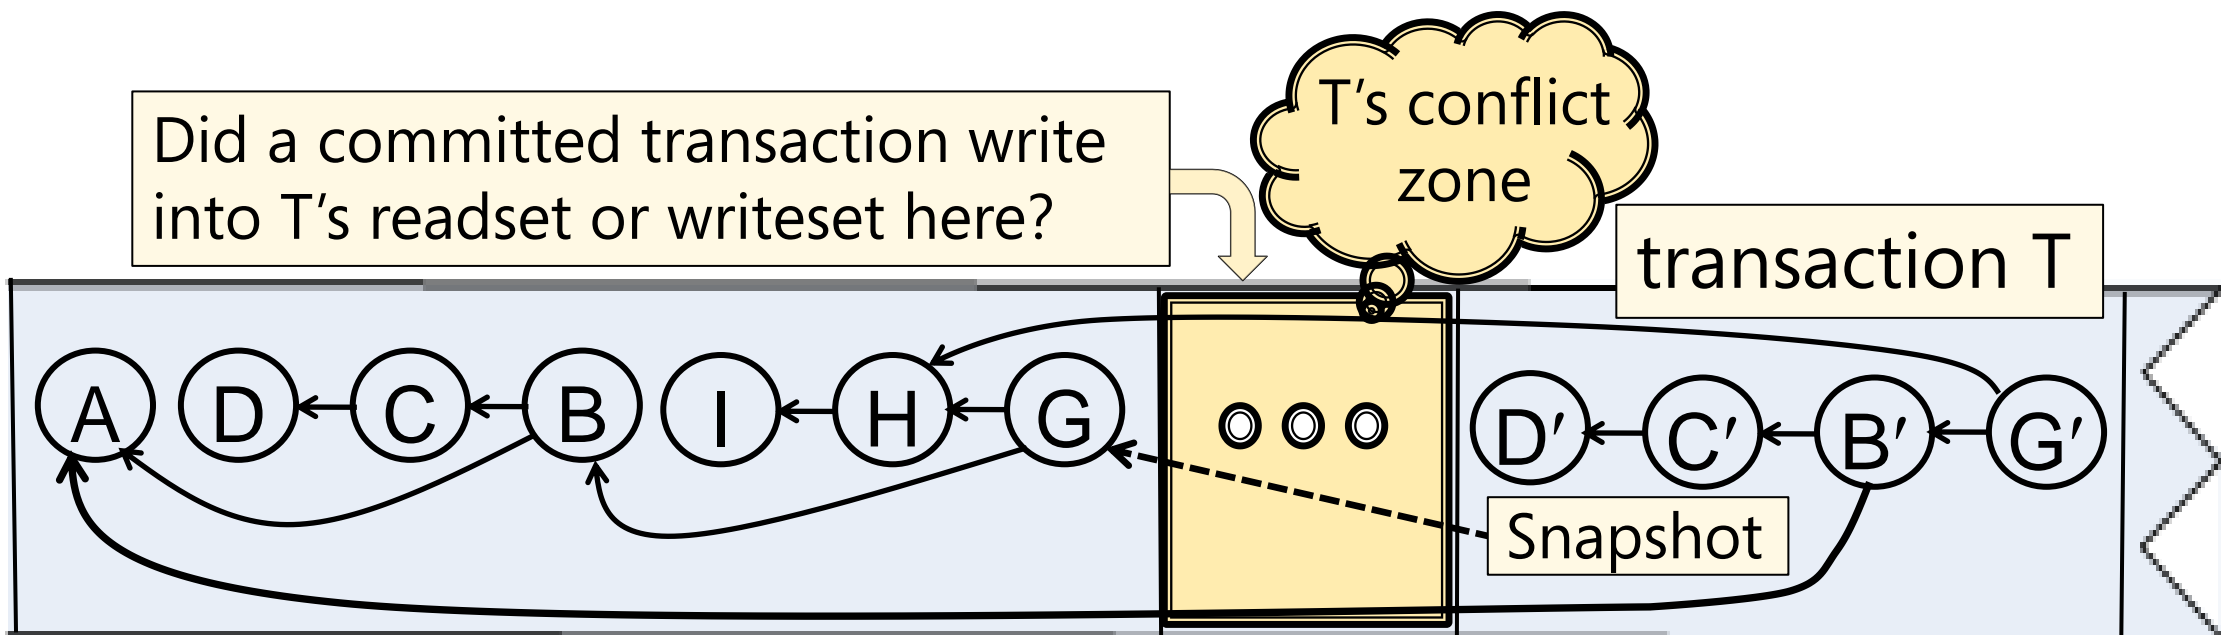 Did a committed transaction write
into T's readset or writeset here?
T's conflict
zone
transaction T
A D C B I H G D′ C′ B′ G′
Snapshot